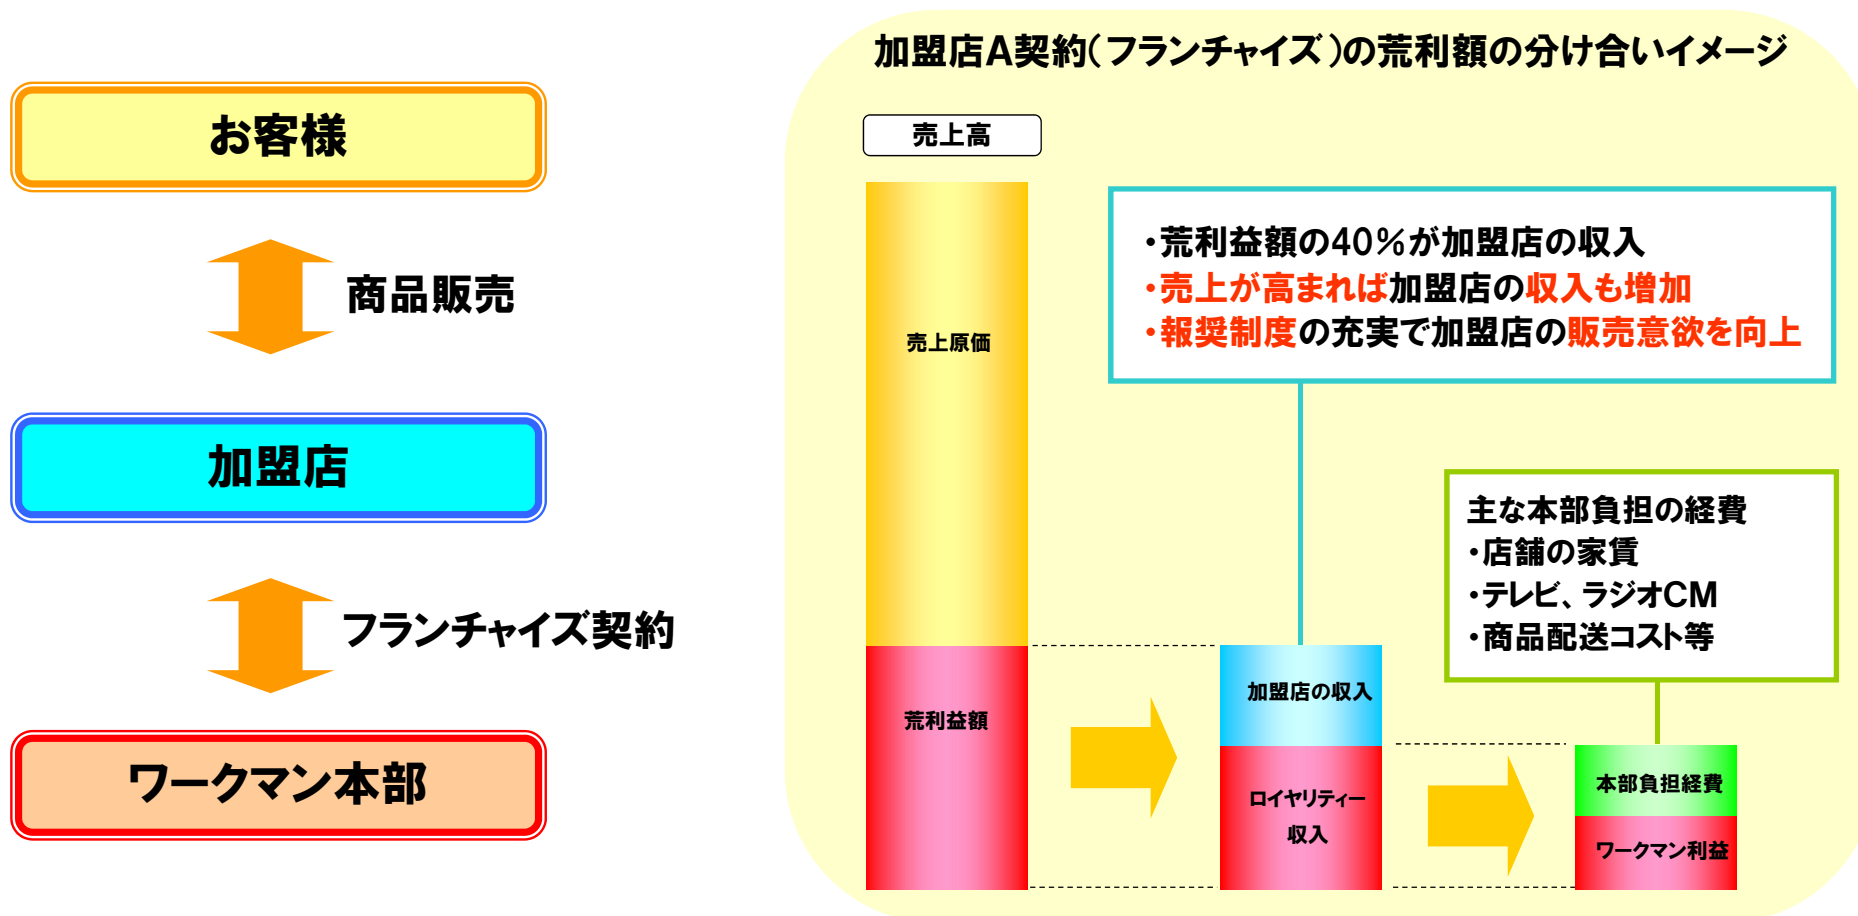 お客様
商品販売
加盟店
フランチャイズ契約
ワークマン本部
加盟店A契約(フランチャイズ)の荒利額の分け合いイメージ
売上高
売上原価
荒利益額
・荒利益額の40%が加盟店の収入
・売上が高まれば加盟店の収入も増加
・報奨制度の充実で加盟店の販売意欲を向上
加盟店の収入
ロイヤリティー
収入
主な本部負担の経費
・店舗の家賃
・テレビ、ラジオCM
・商品配送コスト等
本部負担経費
ワークマン利益